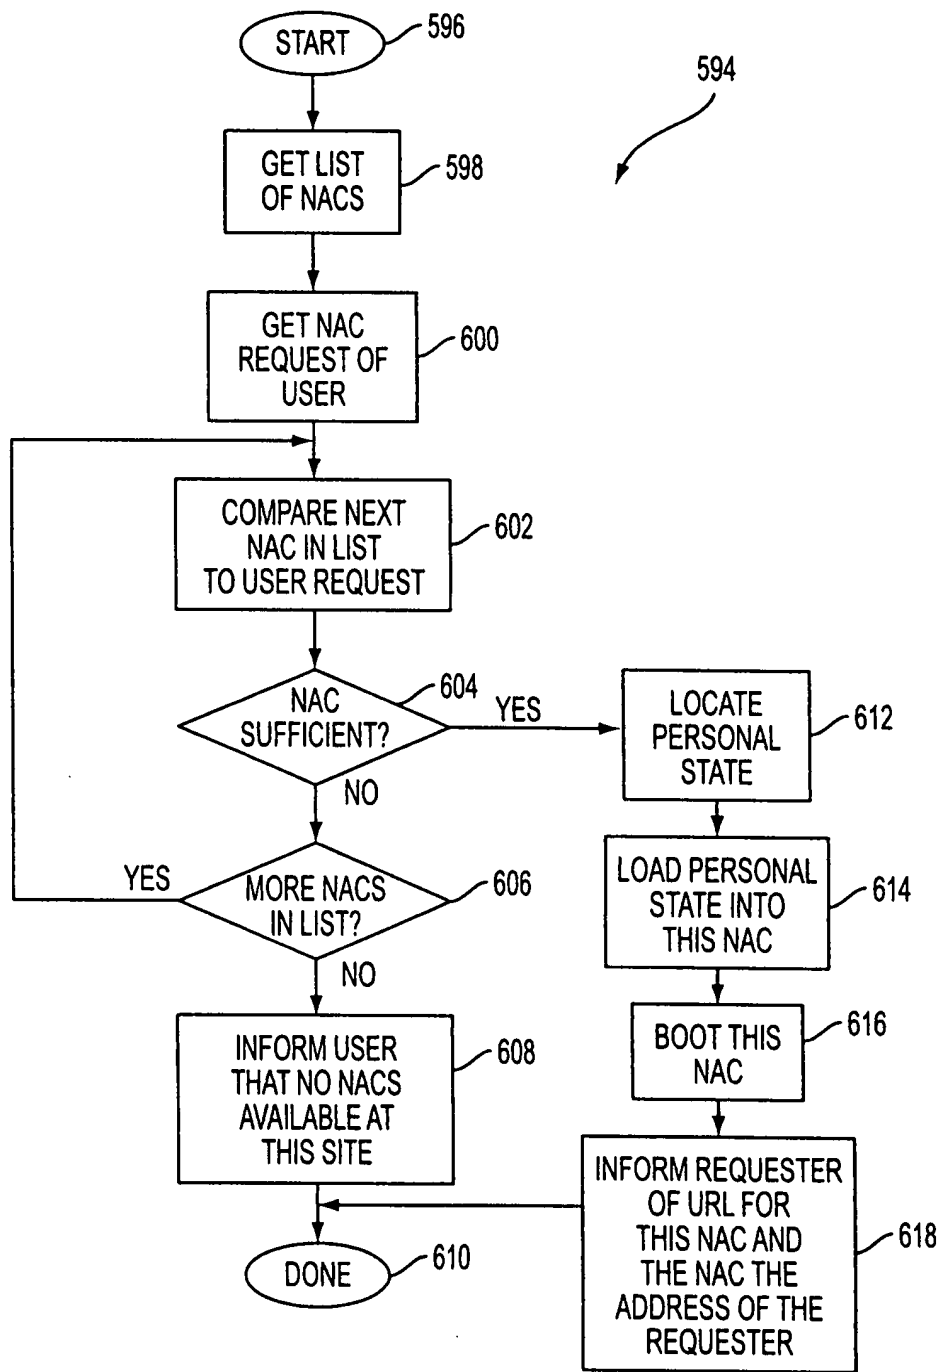 START
596
594
GET LIST
OF NACS
598
GET NAC
REQUEST OF
USER
600
COMPARE NEXT
NAC IN LIST
TO USER REQUEST
602
NAC
SUFFICIENT?
604
YES
NO
LOCATE
PERSONAL
STATE
612
MORE NACS
IN LIST?
606
YES
NO
LOAD PERSONAL
STATE INTO
THIS NAC
614
BOOT THIS
NAC
616
INFORM USER
THAT NO NACS
AVAILABLE AT
THIS SITE
608
INFORM REQUESTER
OF URL FOR
THIS NAC AND
THE NAC THE
ADDRESS OF THE
REQUESTER
618
DONE
610